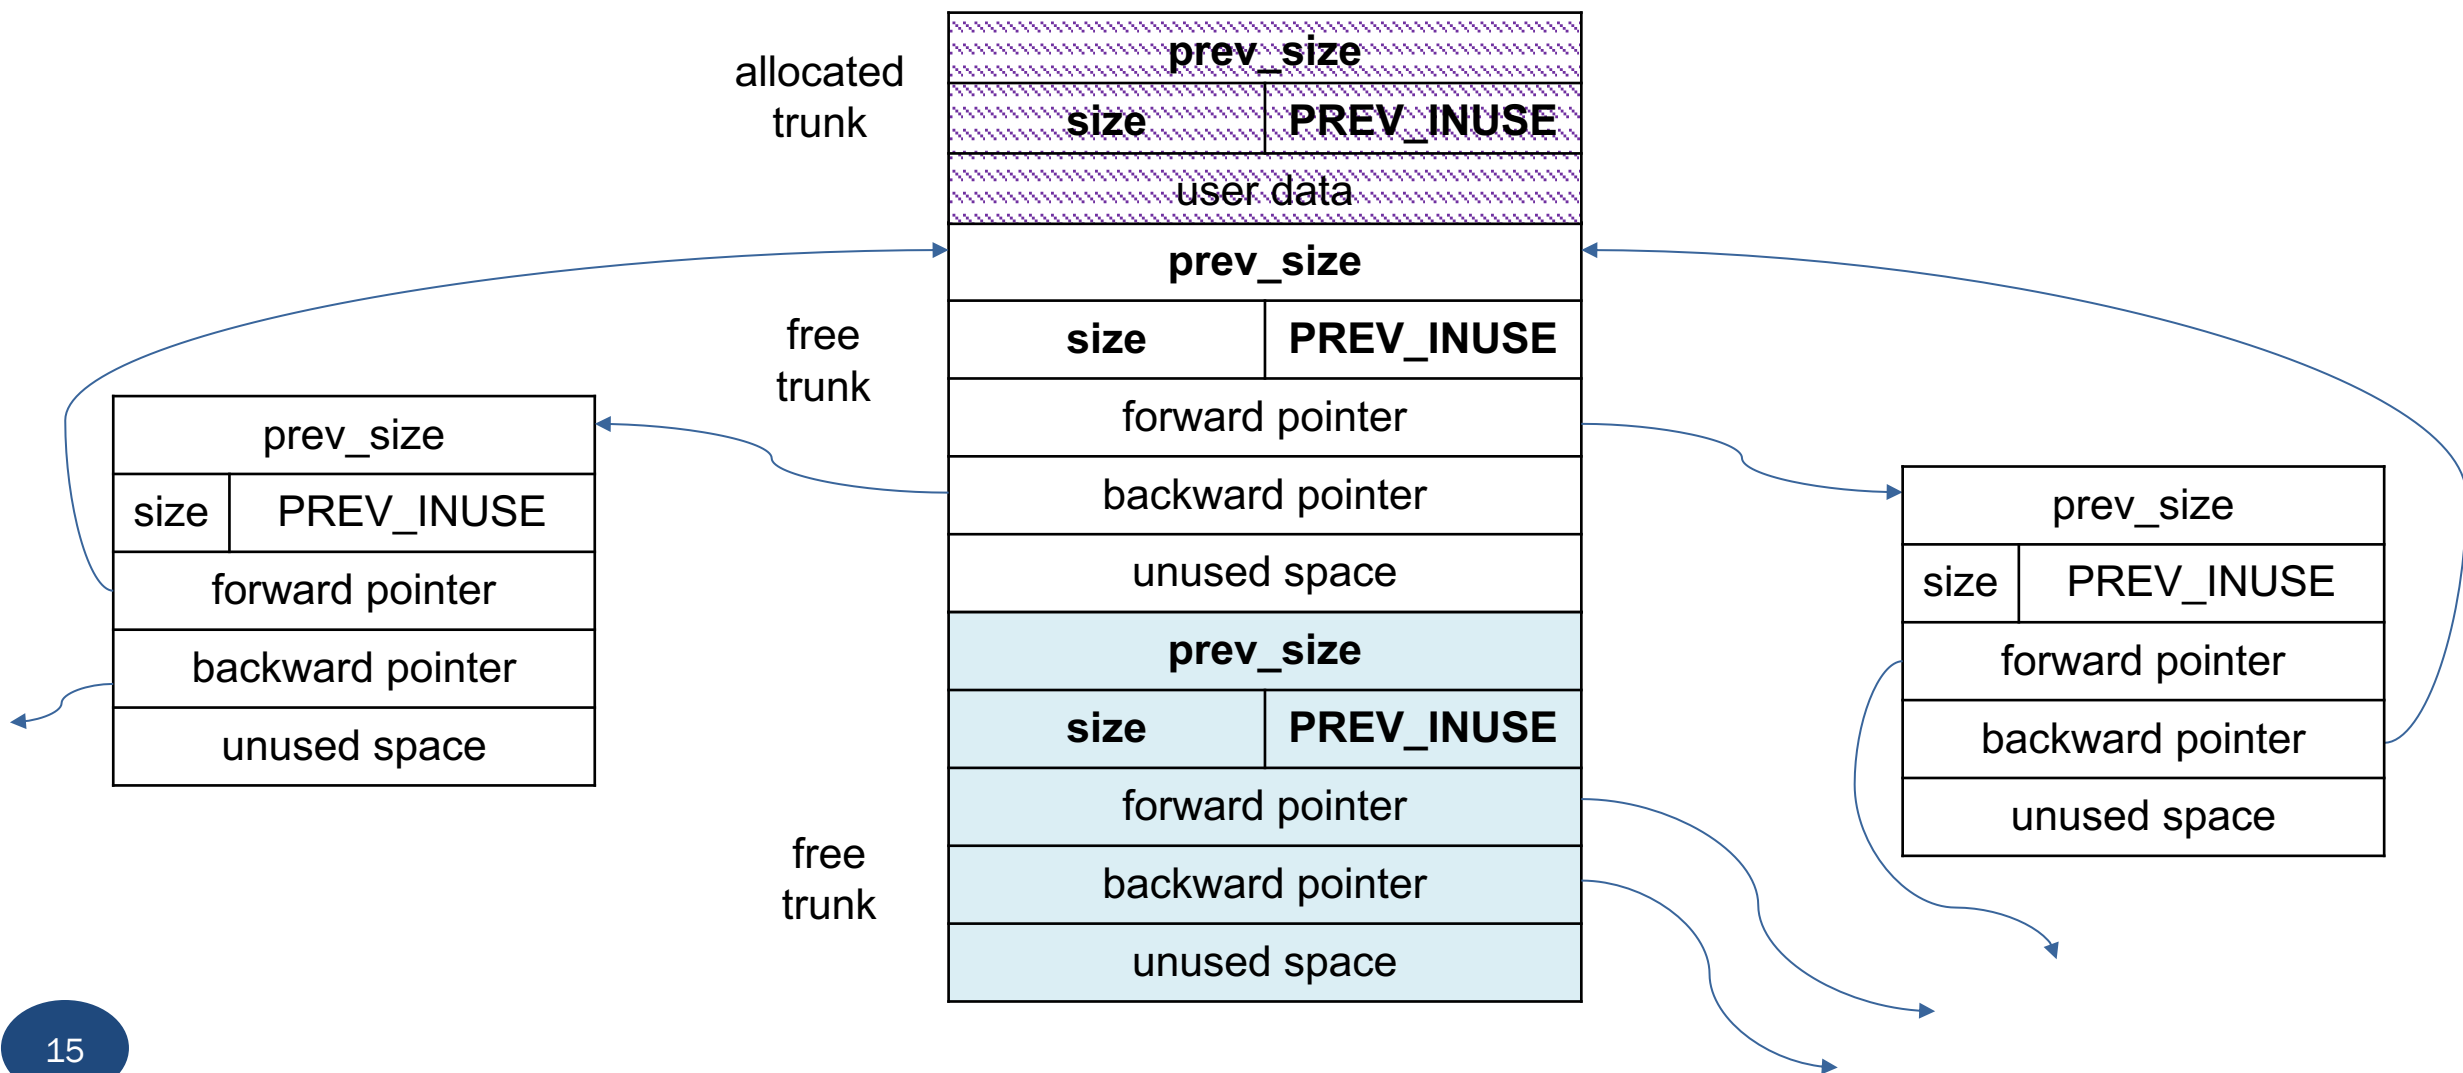 allocated
trunk
prev_size
size PREV_INUSE
user data
free
trunk
prev_size
size PREV_INUSE
forward pointer
backward pointer
unused space
free
trunk
prev_size
size PREV_INUSE
forward pointer
backward pointer
unused space
prev_size
size PREV_INUSE
forward pointer
backward pointer
unused space
prev_size
size PREV_INUSE
forward pointer
backward pointer
unused space
15